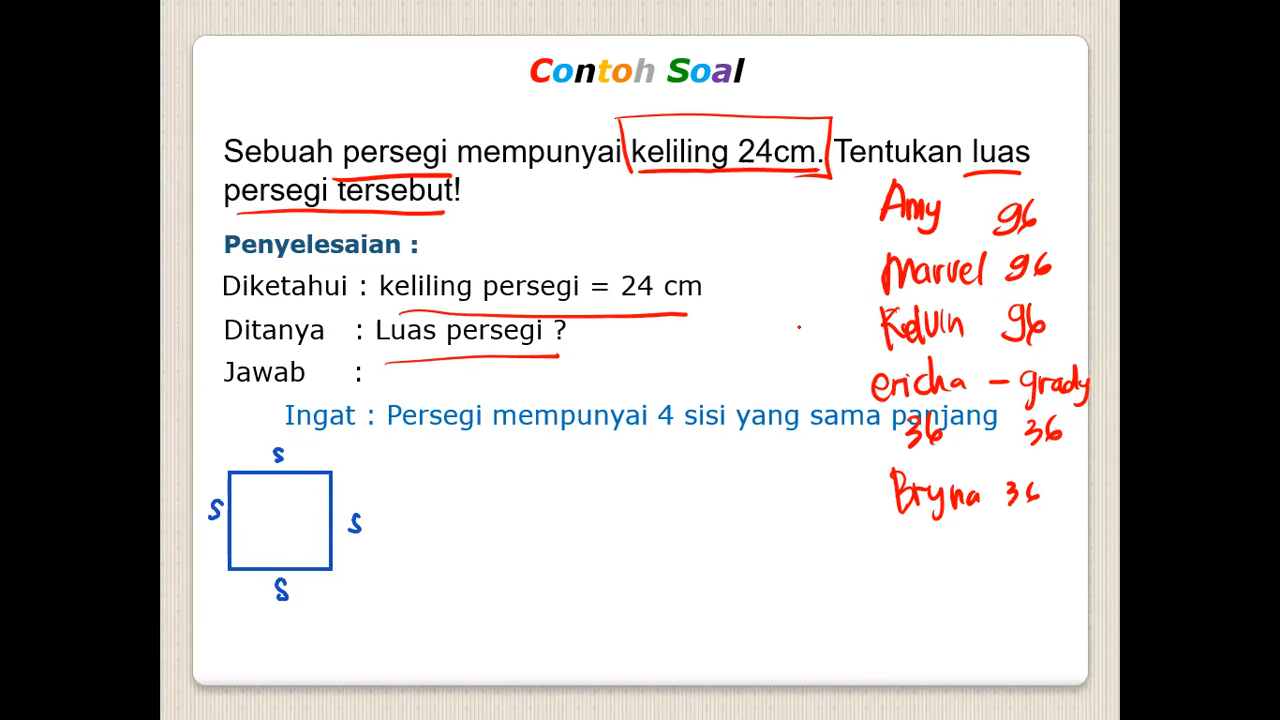 Contoh Soal
Sebuah persegi mempunyai keliling 24cm. Tentukan luas
persegi tersebut!
Penyelesaian :
Diketahui : keliling persegi = 24 cm
Ditanya : Luas persegi ?
Jawab :
Ingat : Persegi mempunyai 4 sisi yang sama panjang
s
s
s
s
Amy 96
Marvel 96
Kelvin 96
ericha - grady
36 36
Bryna 36